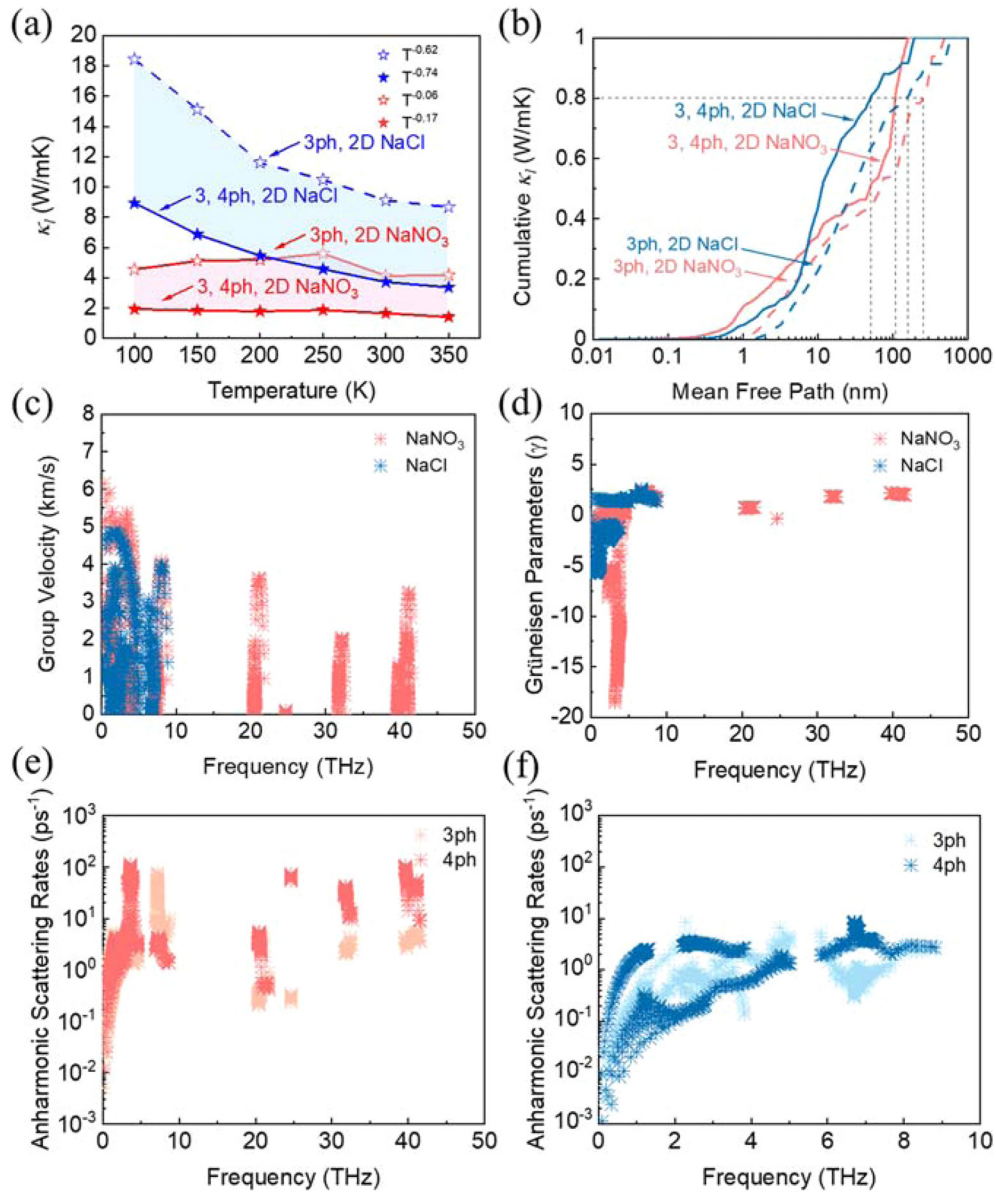 (a)
20
18
16
14
12
10
8
6
4
2
0
κl (W/mK)
T-0.62
T-0.74
T-0.06
T-0.17
3ph, 2D NaCl
3, 4ph, 2D NaCl
3ph, 2D NaNO3
3, 4ph, 2D NaNO3
100 150 200 250 300 350
Temperature (K)
(b)
1
0.8
0.6
0.4
0.2
0
Cumulative κl (W/mK)
3, 4ph, 2D NaCl
3, 4ph, 2D NaNO3
3ph, 2D NaCl
3ph, 2D NaNO3
0.01 0.1 1 10 100 1000
Mean Free Path (nm)
(c)
8
7
6
5
4
3
2
1
0
Group Velocity (km/s)
NaNO3
NaCl
0 10 20 30 40 50
Frequency (THz)
(d)
10
5
0
-5
-10
-15
-20
Grüneisen Parameters (γ)
NaNO3
NaCl
0 10 20 30 40 50
Frequency (THz)
(e)
103
102
101
100
10-1
10-2
10-3
Anharmonic Scattering Rates (ps-1)
3ph
4ph
0 10 20 30 40 50
Frequency (THz)
(f)
103
102
101
100
10-1
10-2
10-3
Anharmonic Scattering Rates (ps-1)
3ph
4ph
0 2 4 6 8 10
Frequency (THz)